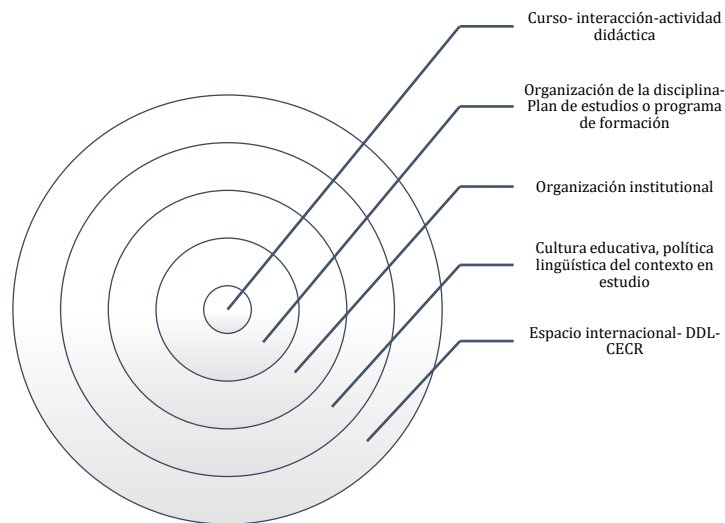 Curso- interacción-actividad
didáctica
Organización de la disciplina-
Plan de estudios o programa
de formación
Organización institutional
Cultura educativa, política
lingüística del contexto en
estudio
Espacio internacional- DDL-
CECR